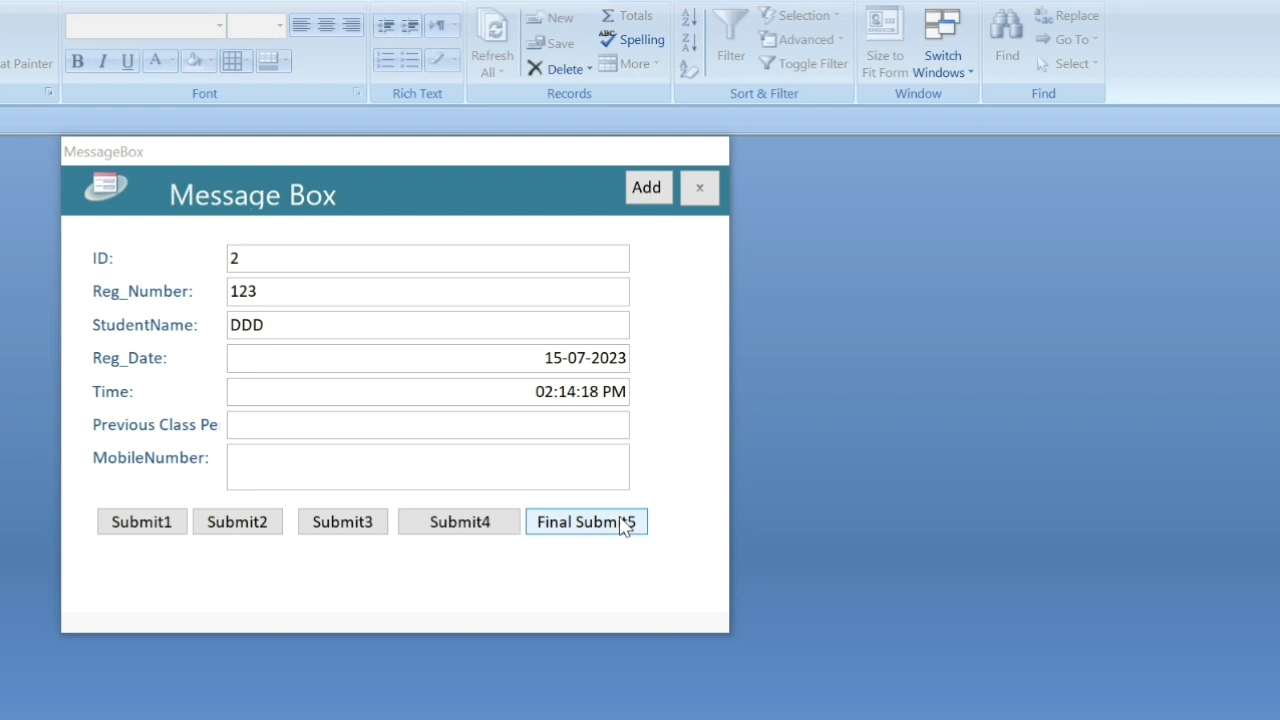 New Totals Selection Replace
at Painter B I U A Refresh All Save ABC Spelling Filter Advanced Size to Fit Form Switch Windows Find Go To
Delete More Toggle Filter Select
Font Rich Text Records Sort & Filter Window Find
MessageBox
Message Box Add x
ID: 2
Reg_Number: 123
StudentName: DDD
Reg_Date: 15-07-2023
Time: 02:14:18 PM
Previous Class Pe
MobileNumber:
Submit1 Submit2 Submit3 Submit4 Final Submit5